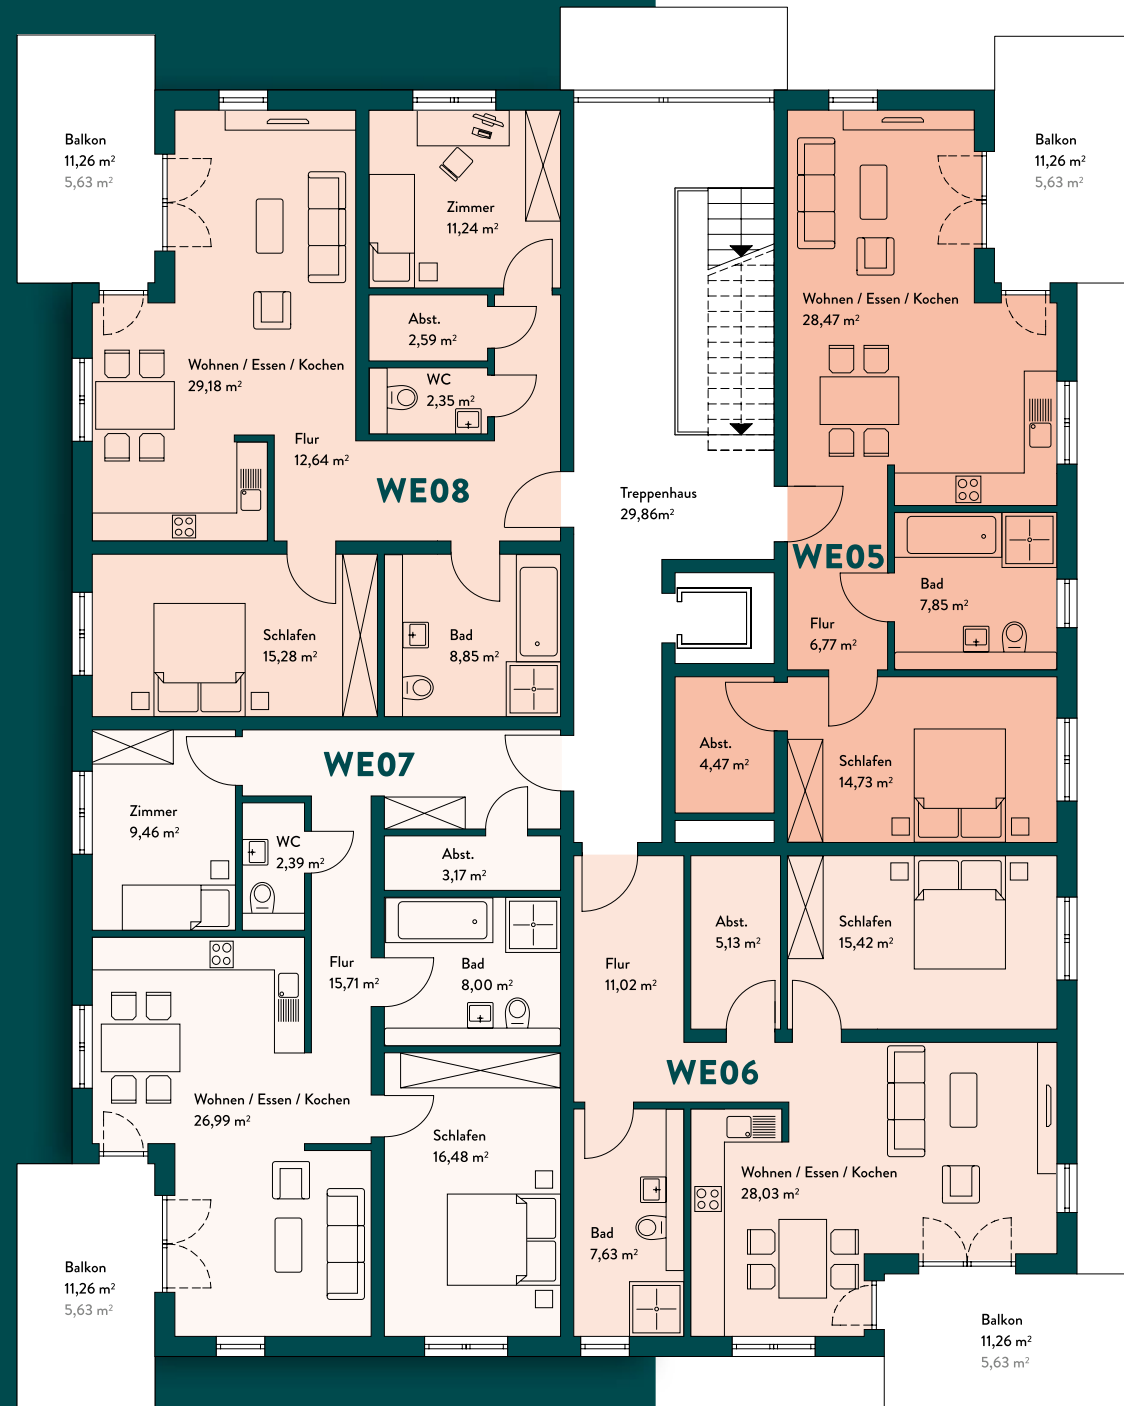 Balkon
11,26 m²
5,63 m²
Zimmer
11,24 m²
Abst.
2,59 m²
WC
2,35 m²
Wohnen / Essen / Kochen
29,18 m²
Flur
12,64 m²
WE08
Schlafen
15,28 m²
Bad
8,85 m²
Treppenhaus
29,86m²
Balkon
11,26 m²
5,63 m²
Wohnen / Essen / Kochen
28,47 m²
WE05
Bad
7,85 m²
Flur
6,77 m²
Abst.
4,47 m²
Schlafen
14,73 m²
WE07
Zimmer
9,46 m²
WC
2,39 m²
Abst.
3,17 m²
Flur
15,71 m²
Bad
8,00 m²
Wohnen / Essen / Kochen
26,99 m²
Schlafen
16,48 m²
Balkon
11,26 m²
5,63 m²
Abst.
5,13 m²
Schlafen
15,42 m²
Flur
11,02 m²
WE06
Wohnen / Essen / Kochen
28,03 m²
Bad
7,63 m²
Balkon
11,26 m²
5,63 m²